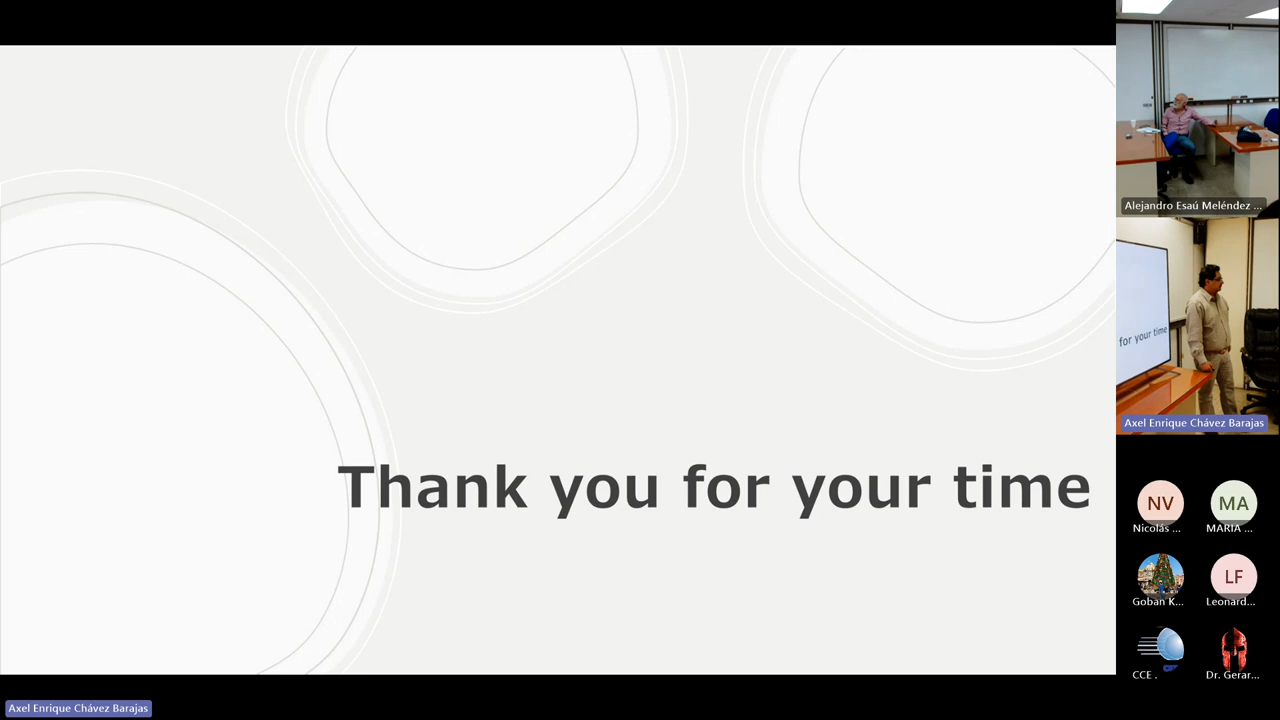 Thank you for your time
Alejandro Esaú Meléndez ...
for your time
Axel Enrique Chávez Barajas
NV
Nicolás ...
MA
MARIA ...
Goban K...
LF
Leonard...
CCE .
Dr. Gerar...
Axel Enrique Chávez Barajas